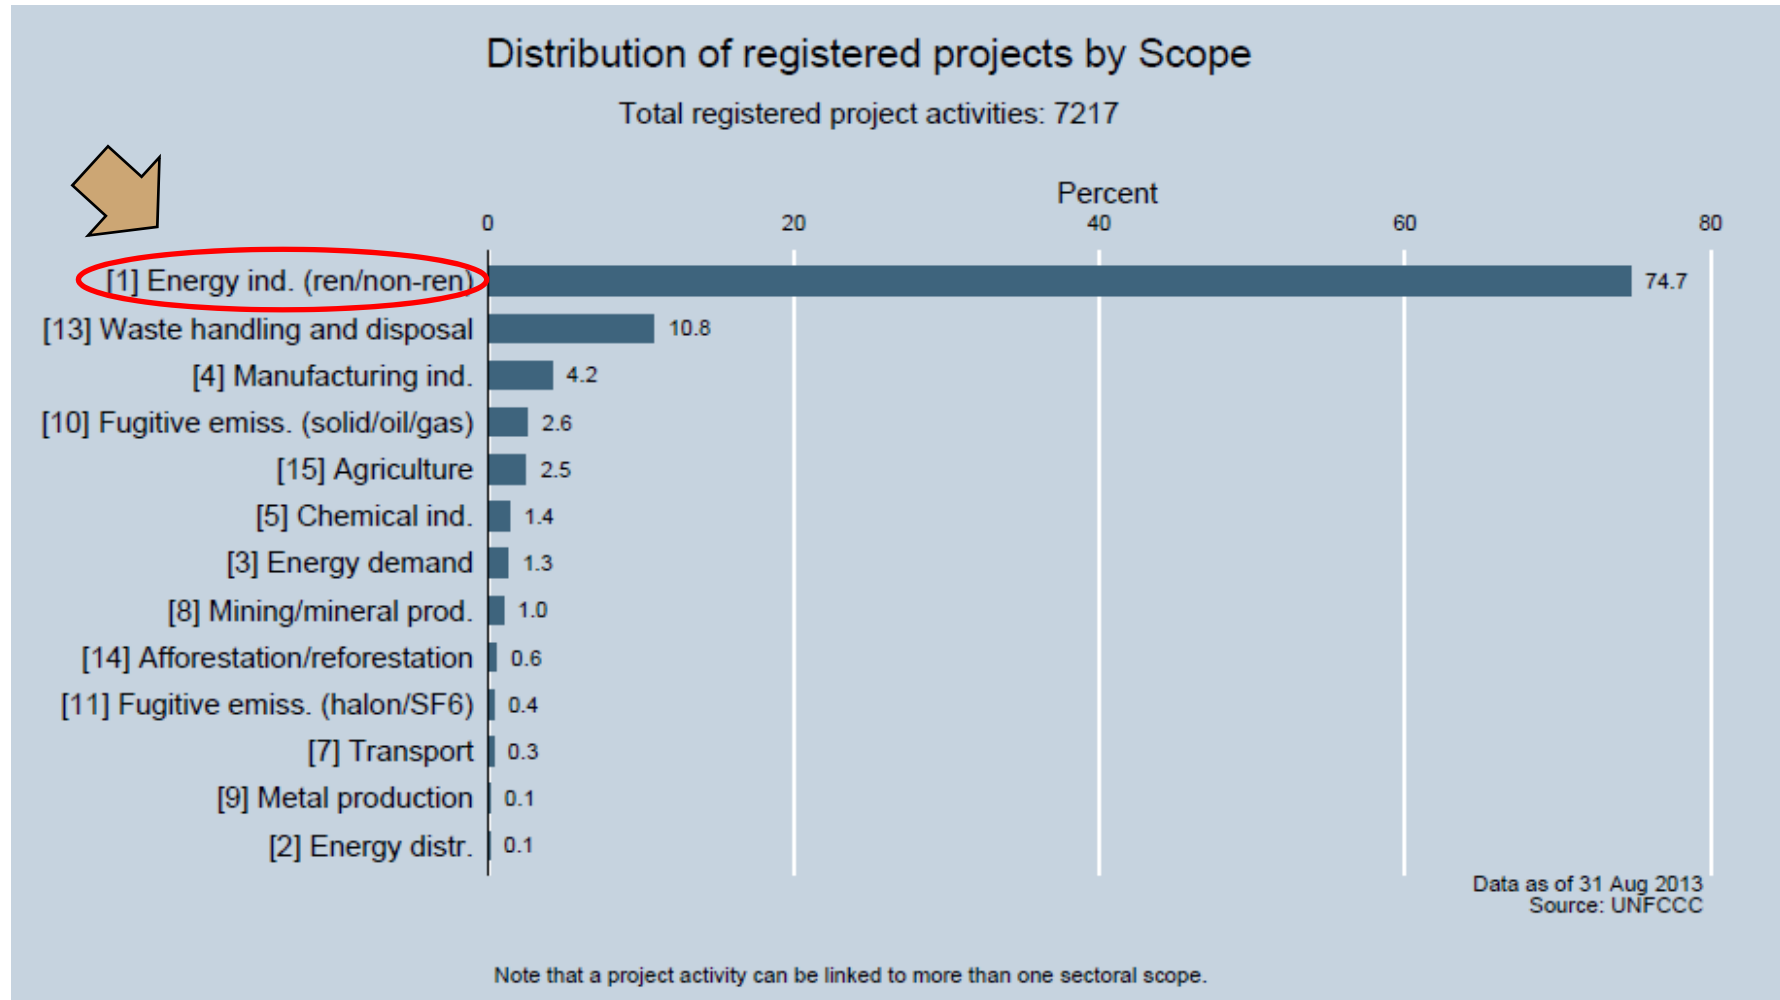 Distribution of registered projects by Scope
Total registered project activities: 7217
Percent
0 20 40 60 80
[1] Energy ind. (ren/non-ren) 74.7
[13] Waste handling and disposal 10.8
[4] Manufacturing ind. 4.2
[10] Fugitive emiss. (solid/oil/gas) 2.6
[15] Agriculture 2.5
[5] Chemical ind. 1.4
[3] Energy demand 1.3
[8] Mining/mineral prod. 1.0
[14] Afforestation/reforestation 0.6
[11] Fugitive emiss. (halon/SF6) 0.4
[7] Transport 0.3
[9] Metal production 0.1
[2] Energy distr. 0.1
Data as of 31 Aug 2013
Source: UNFCCC
Note that a project activity can be linked to more than one sectoral scope.